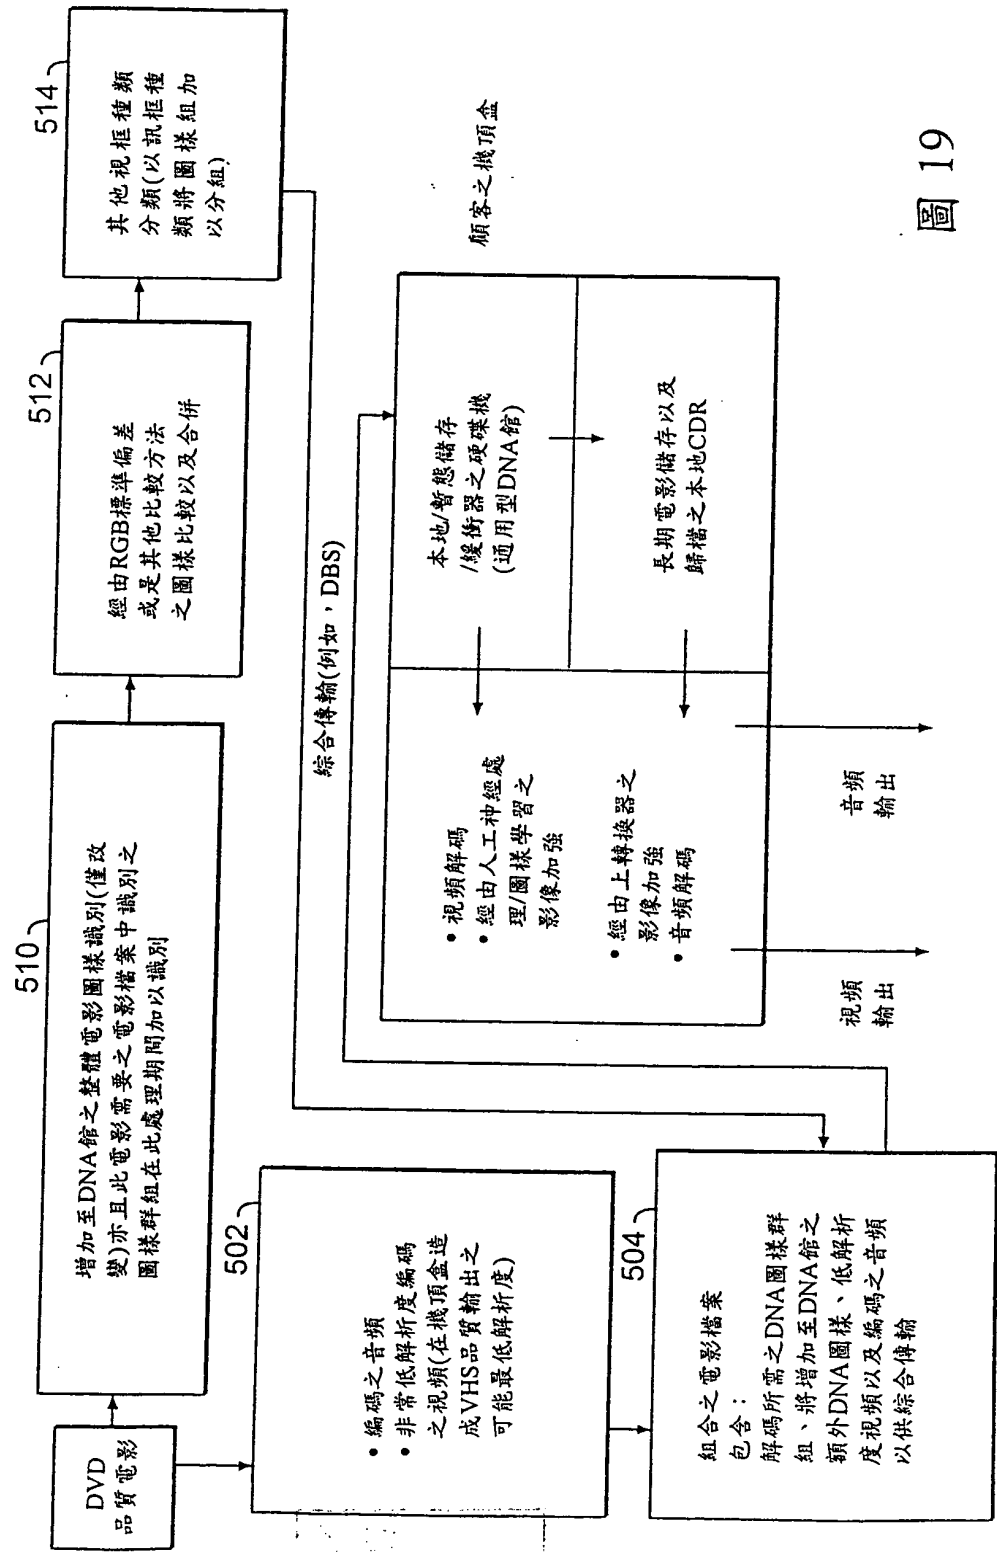 DVD
品質電影
510
增加至DNA館之整體電影圖樣識別(僅改
變)亦且此電影需要之電影檔案中識別之
圖樣群組在此處理期間加以識別
512
經由RGB標準偏差
或是其他比較方法
之圖樣比較以及合併
514
其他視框種類
分類(以訊框種
類將圖樣組加
以分組)
502
• 編碼之音頻
• 非常低解析度編碼
之視頻(在機頂盒造
成VHS品質輸出之
可能最低解析度)
504
組合之電影檔案
包含：
解碼所需之DNA圖樣群
組、將增加至DNA館之
額外DNA圖樣、低解析
度視頻以及編碼之音頻
以供綜合傳輸
綜合傳輸(例如，DBS)
• 視頻解碼
• 經由人工神經處
理/圖樣學習之
影像加強
• 經由上轉換器之
影像加強
• 音頻解碼
本地/暫態儲存
/緩衝器之硬碟機
(通用型DNA館)
長期電影儲存以及
歸檔之本地CDR
顧客之機頂盒
視頻
輸出
音頻
輸出
圖 19